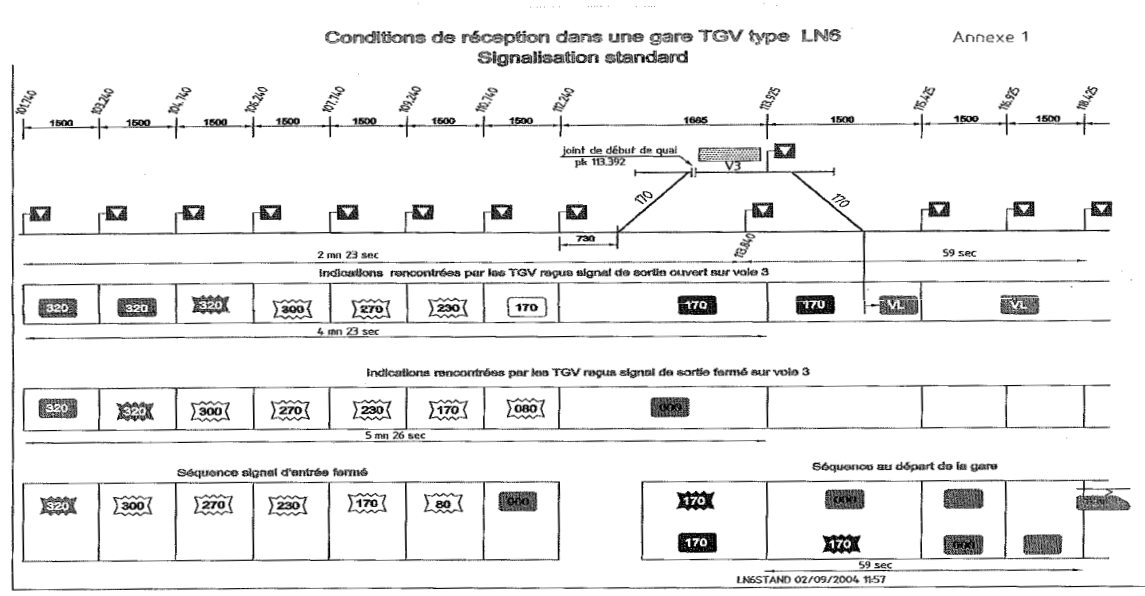 Conditions de réception dans une gare TGV type LN6
Annexe 1
Signalisation standard
101.740 103.240 104.740 106.240 107.740 109.240 110.740 112.240 113.925 115.425 116.925 118.425
1500 1500 1500 1500 1500 1500 1500 1665 1500 1500 1500
joint de début de quai
pk 113.392
V3
170 170
730
113.840
2 mn 23 sec 59 sec
Indications rencontrées par les TGV reçus signal de sortie ouvert sur voie 3
320 320 320 300 270 230 170 170 170 VL VL
4 mn 23 sec
Indications rencontrées par les TGV reçus signal de sortie fermé sur voie 3
320 320 300 270 230 170 080 000
5 mn 26 sec
Séquence signal d'entrée fermé
Séquence au départ de la gare
320 300 270 230 170 80 000 170 000
170 170 000
59 sec
LN6STAND 02/09/2004 11:57